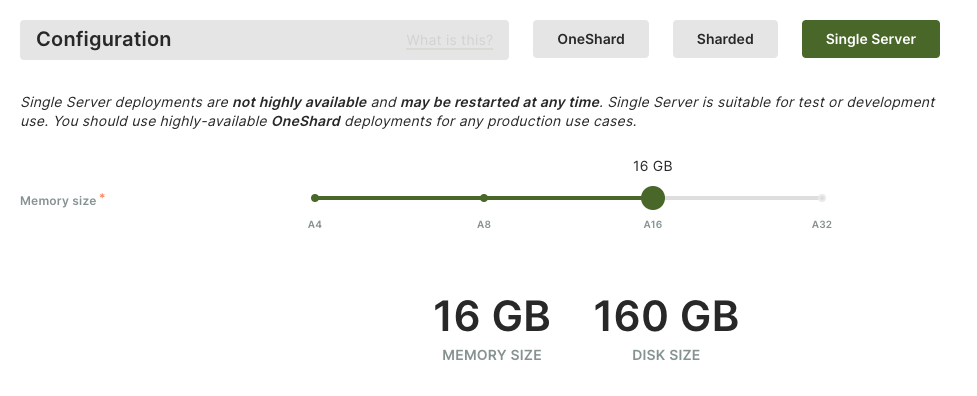 Configuration What is this? OneShard Sharded Single Server
Single Server deployments are not highly available and may be restarted at any time. Single Server is suitable for test or development
use. You should use highly-available OneShard deployments for any production use cases.
16 GB
Memory size *
A4 A8 A16 A32
16 GB 160 GB
MEMORY SIZE DISK SIZE